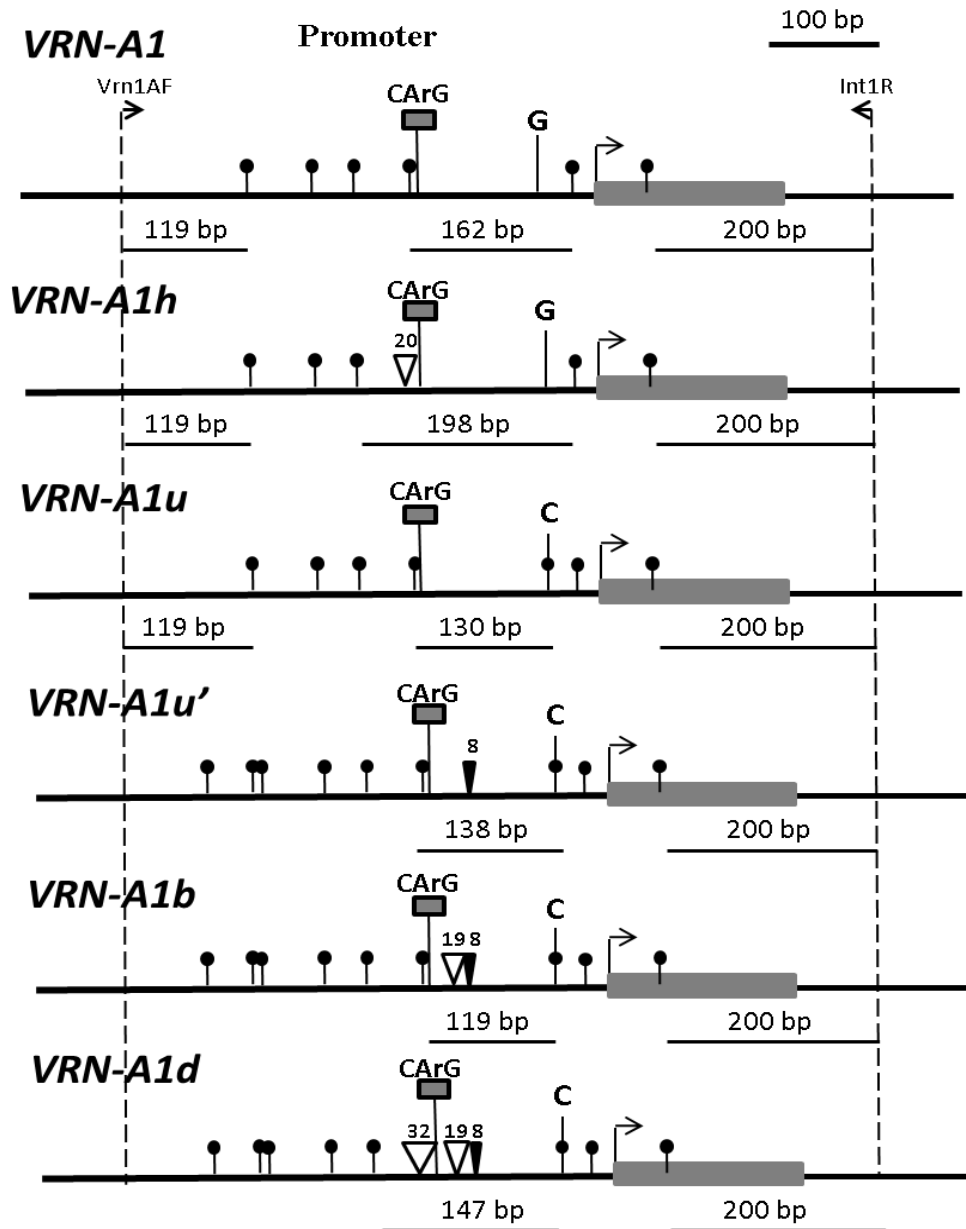 VRN-A1 Promoter 100 bp
Vrn1AF Int1R
CArG
G
119 bp 162 bp 200 bp
VRN-A1h
CArG
G
20
119 bp 198 bp 200 bp
VRN-A1u
CArG
C
119 bp 130 bp 200 bp
VRN-A1u’
CArG
C
8
138 bp 200 bp
VRN-A1b
CArG
C
19 8
119 bp 200 bp
VRN-A1d
CArG
C
32 19 8
147 bp 200 bp